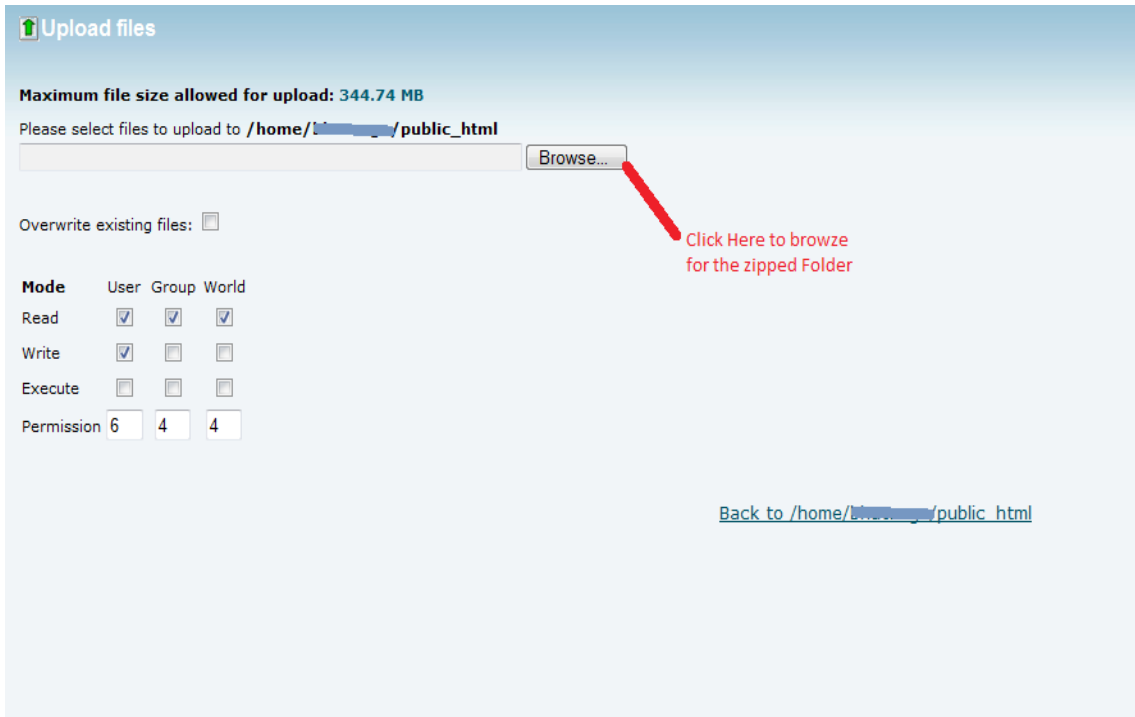 Upload files
Maximum file size allowed for upload: 344.74 MB
Please select files to upload to /home/ /public_html
Browse...
Click Here to browze
for the zipped Folder
Overwrite existing files:
Mode User Group World
Read
Write
Execute
Permission 6 4 4
Back to /home/ /public_html